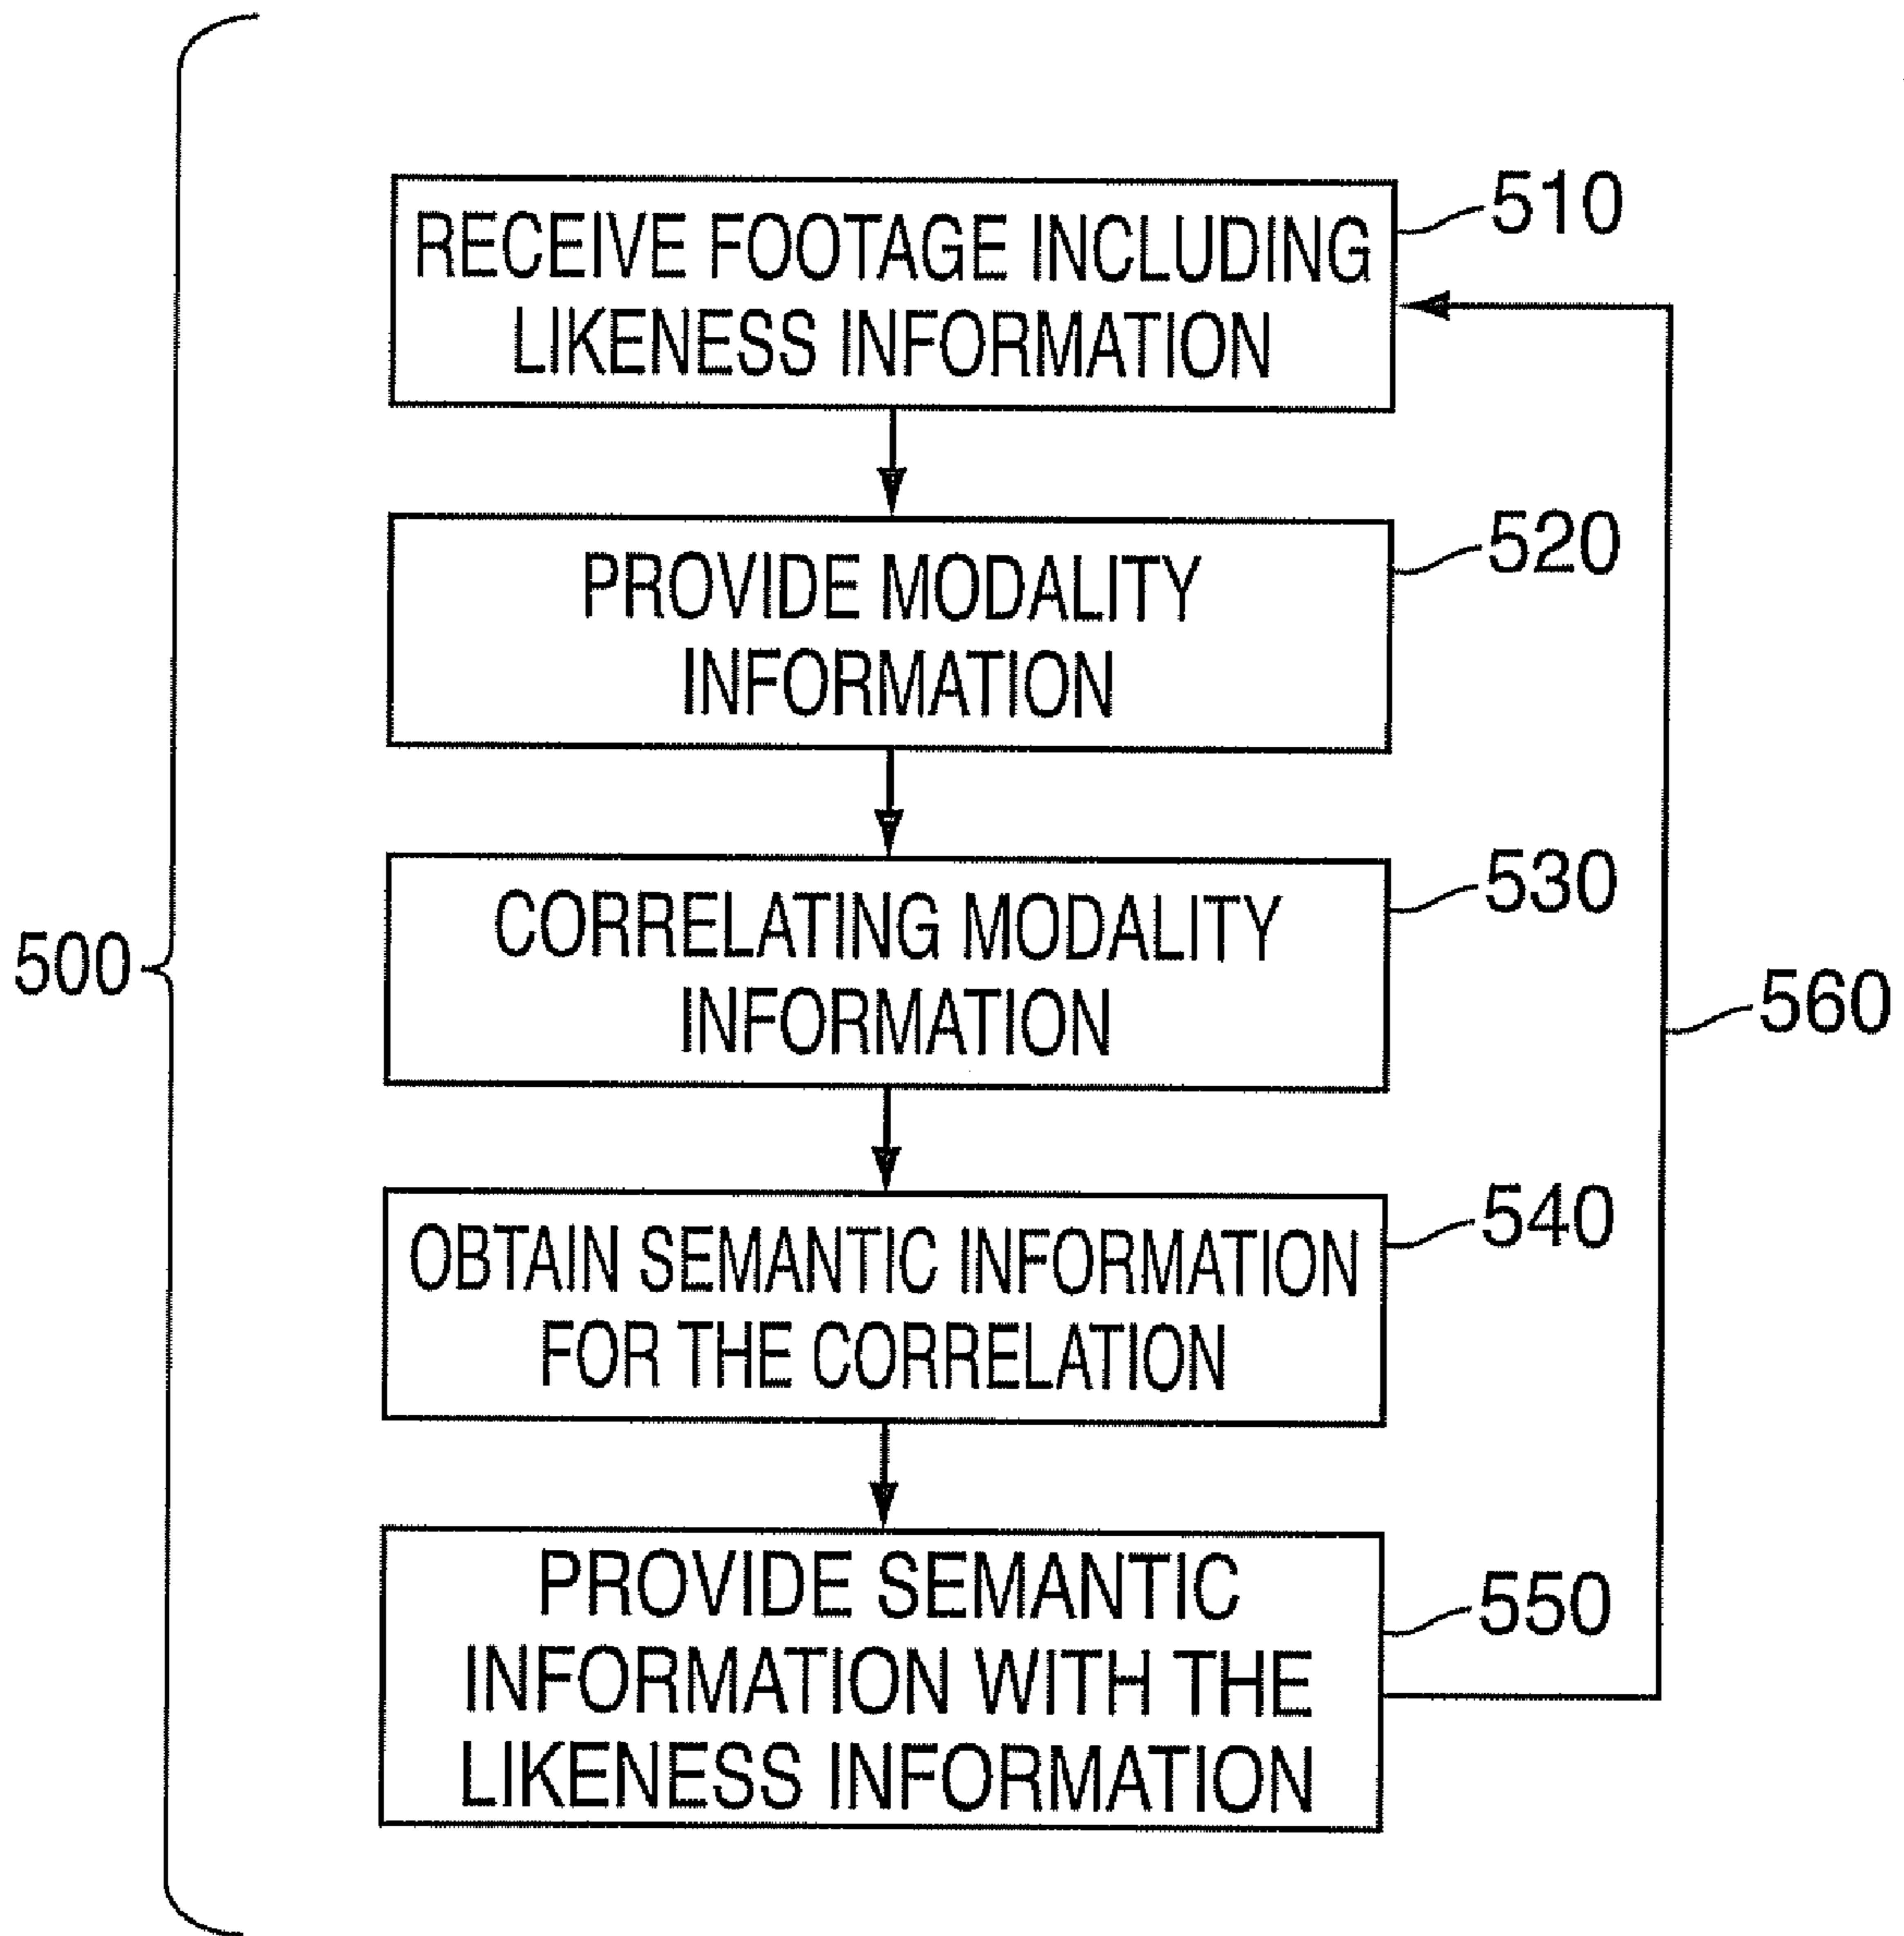 RECEIVE FOOTAGE INCLUDING
LIKENESS INFORMATION
510
PROVIDE MODALITY
INFORMATION
520
CORRELATING MODALITY
INFORMATION
530
500
560
OBTAIN SEMANTIC INFORMATION
FOR THE CORRELATION
540
PROVIDE SEMANTIC
INFORMATION WITH THE
LIKENESS INFORMATION
550